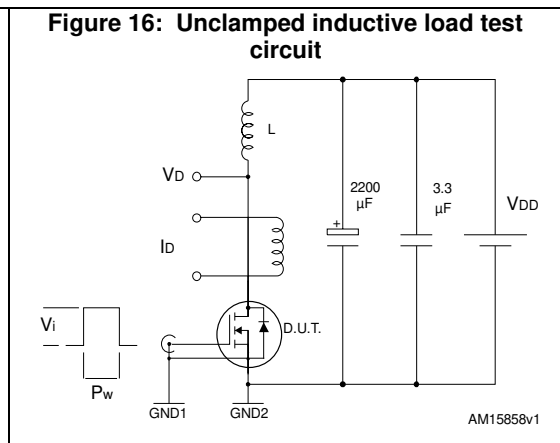 Figure 16: Unclamped inductive load test
circuit
L
VD
2200
µF
3.3
µF
VDD
+
ID
Vi
D.U.T.
Pw
GND1
GND2
AM15858v1